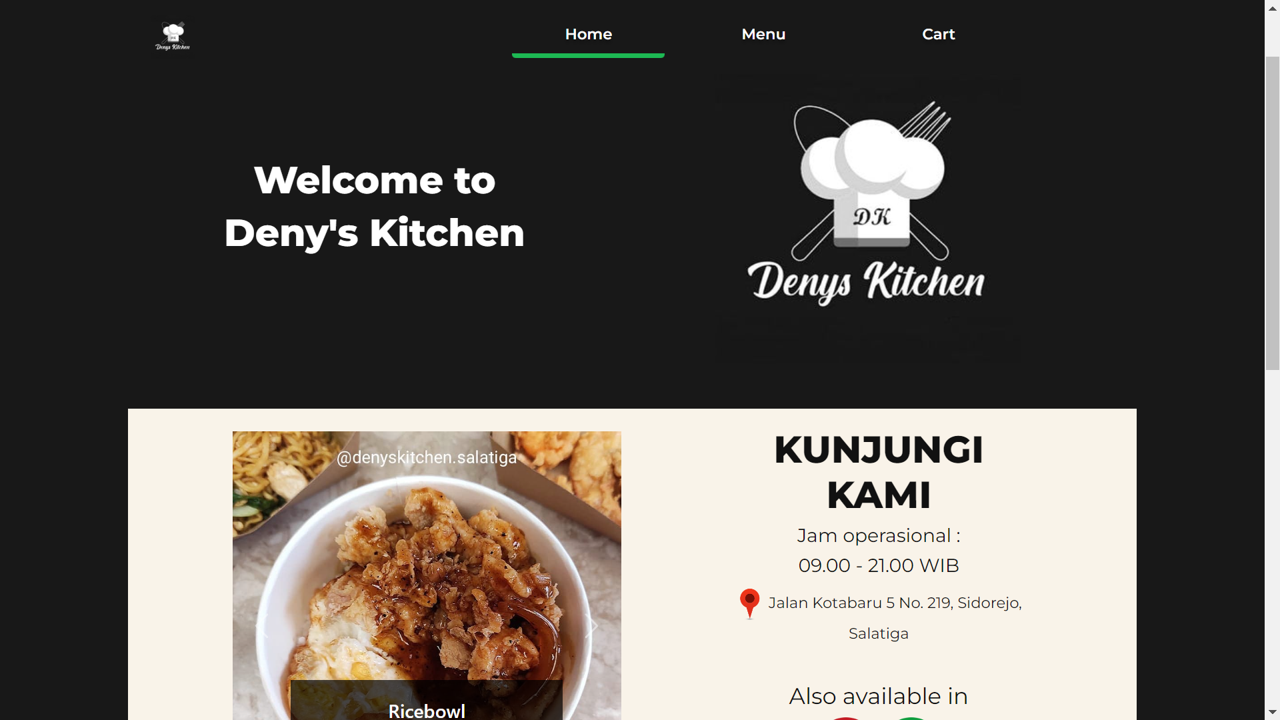 Denys Kitchen
Home
Menu
Cart
Welcome to
Deny's Kitchen
DK
Denys Kitchen
@denyskitchen.salatiga
Ricebowl
KUNJUNGI
KAMI
Jam operasional :
09.00 - 21.00 WIB
Jalan Kotabaru 5 No. 219, Sidorejo,
Salatiga
Also available in